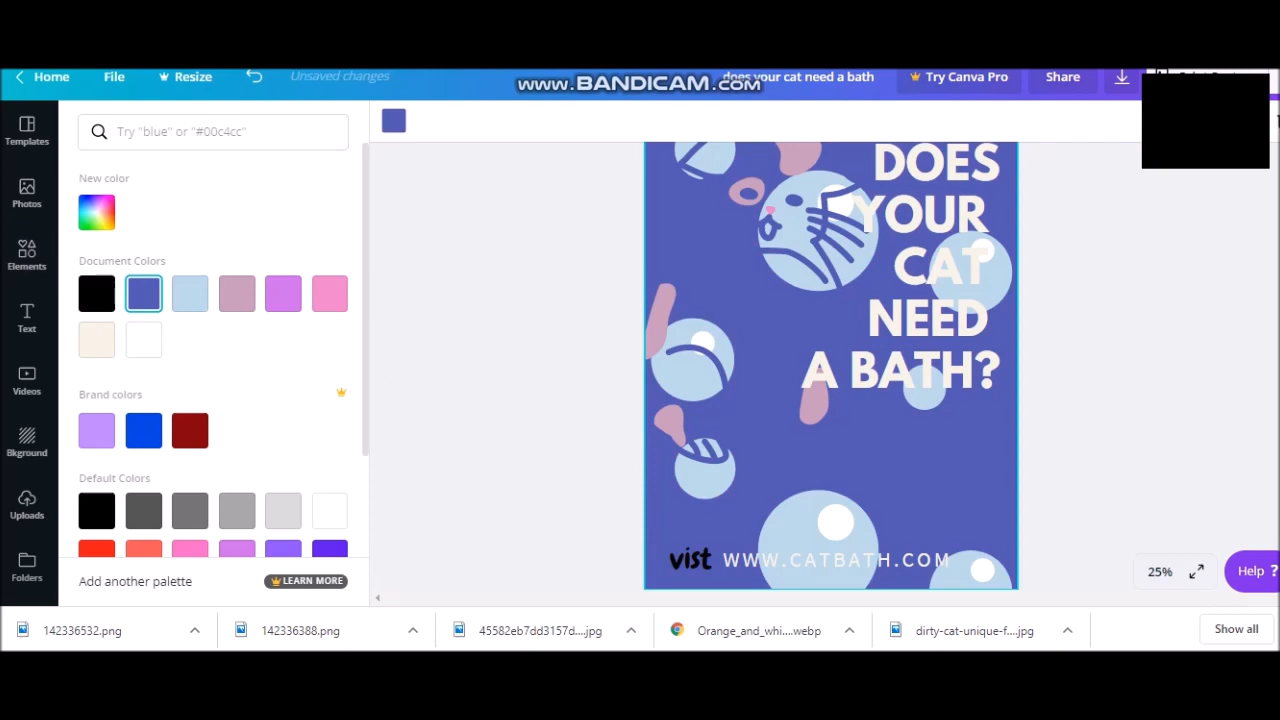 www.BANDICAM.com
Home
File
Resize
Unsaved changes
does your cat need a bath
Try Canva Pro
Share
Templates
Photos
Elements
Text
Videos
Bkground
Uploads
Folders
Try "blue" or "#00c4cc"
New color
Document Colors
Brand colors
Default Colors
Add another palette
LEARN MORE
DOES
YOUR
CAT
NEED
A BATH?
vist WWW.CATBATH.COM
25%
Help ?
142336532.png
142336388.png
45582eb7dd3157d....jpg
Orange_and_whi....webp
dirty-cat-unique-f....jpg
Show all